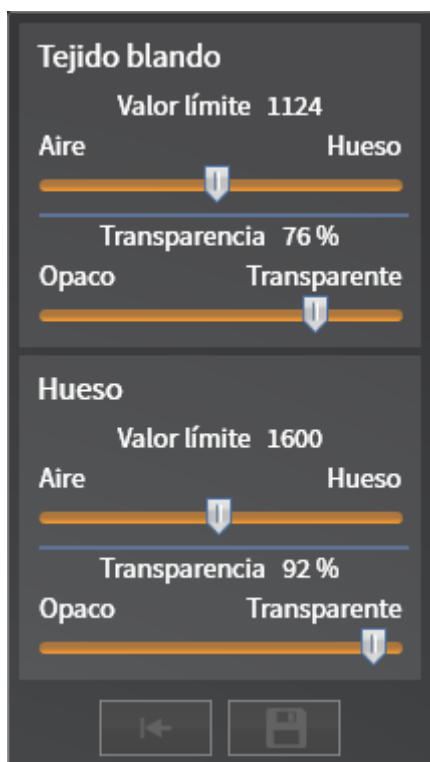 Tejido blando
Valor límite 1124
Aire Hueso
Transparencia 76 %
Opaco Transparente
Hueso
Valor límite 1600
Aire Hueso
Transparencia 92 %
Opaco Transparente